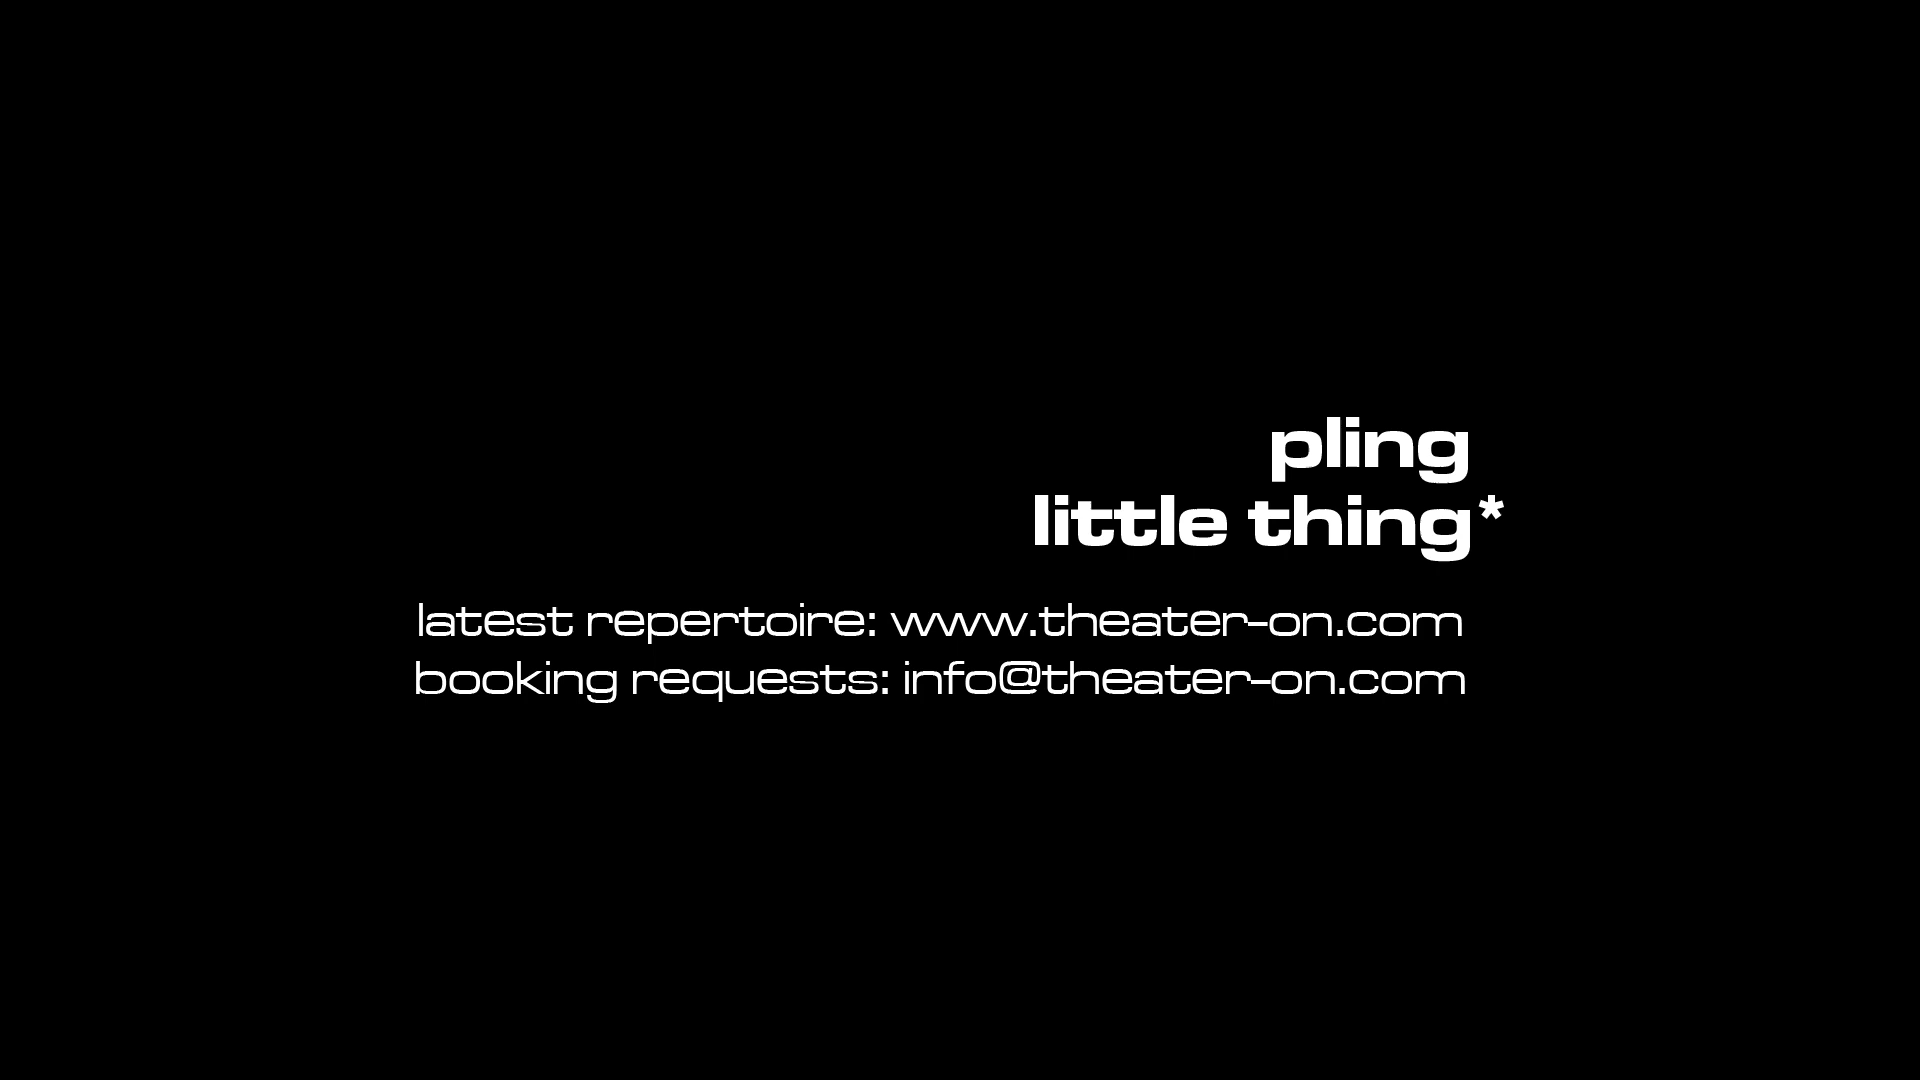 pling
little thing*
latest repertoire: www.theater-on.com
booking requests: info@theater-on.com